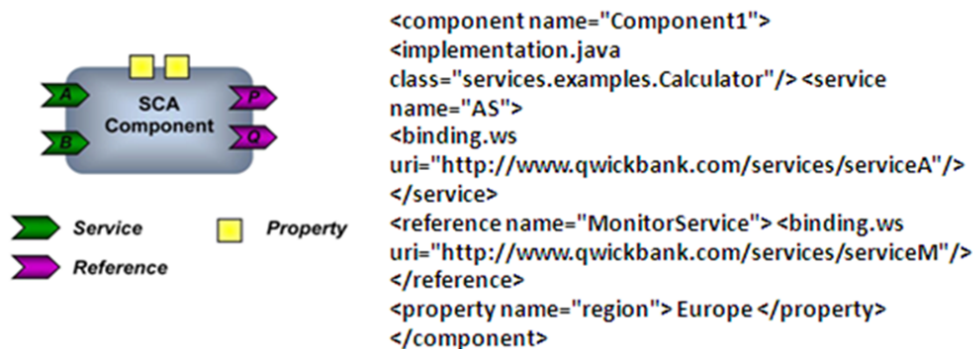 A
B
SCA
Component
P
Q
Service
Property
Reference
<component name="Component1">
<implementation.java
class="services.examples.Calculator"/> <service
name="AS">
<binding.ws
uri="http://www.qwickbank.com/services/serviceA"/>
</service>
<reference name="MonitorService"> <binding.ws
uri="http://www.qwickbank.com/services/serviceM"/>
</reference>
<property name="region"> Europe </property>
</component>